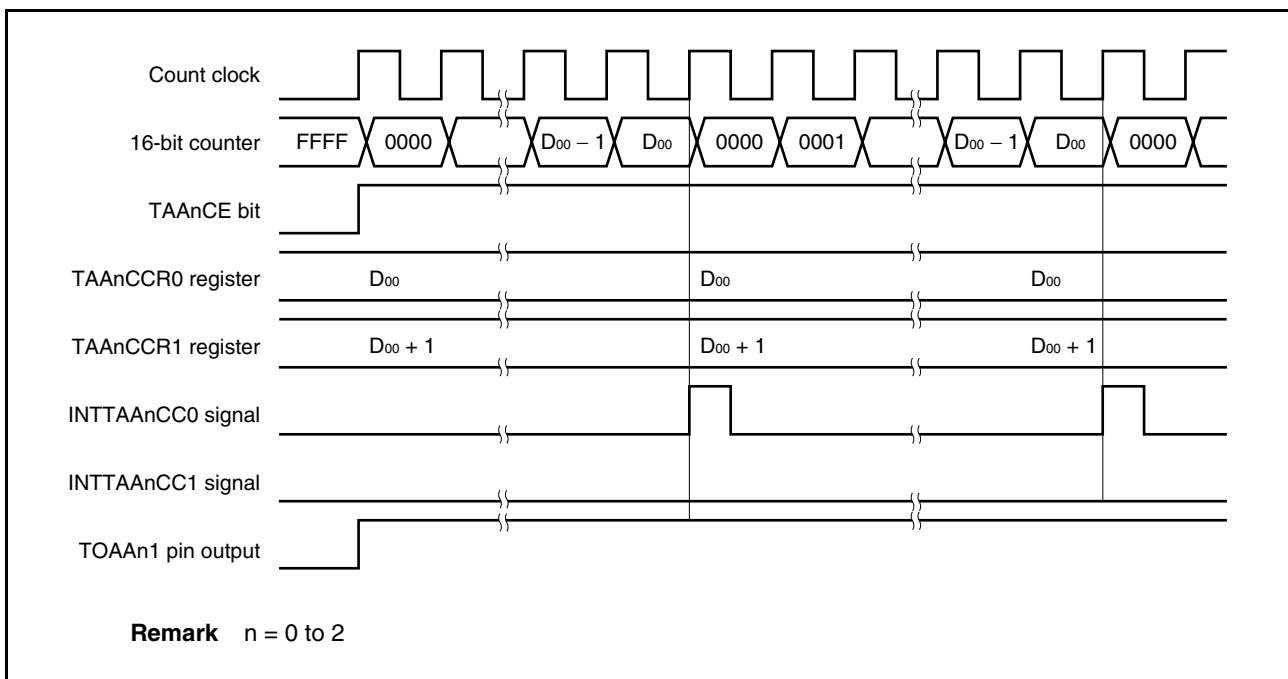 Count clock
16-bit counter FFFF 0000 D00 − 1 D00 0000 0001 D00 − 1 D00 0000
TAAnCE bit
TAAnCCR0 register D00 D00 D00
TAAnCCR1 register D00 + 1 D00 + 1 D00 + 1
INTTAAnCC0 signal
INTTAAnCC1 signal
TOAAn1 pin output
Remark n = 0 to 2